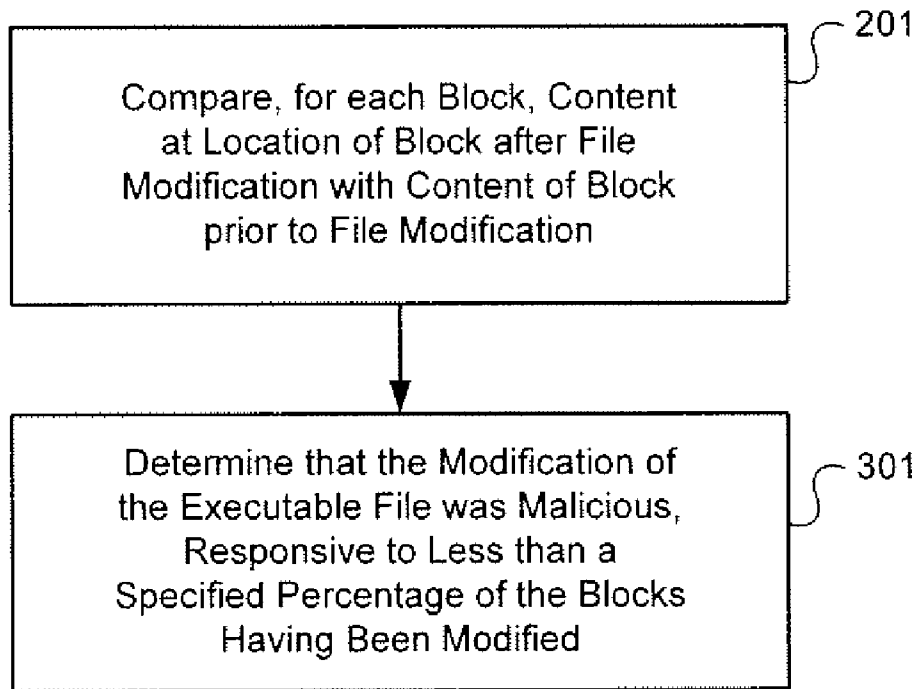 201
Compare, for each Block, Content
at Location of Block after File
Modification with Content of Block
prior to File Modification
301
Determine that the Modification of
the Executable File was Malicious,
Responsive to Less than a
Specified Percentage of the Blocks
Having Been Modified